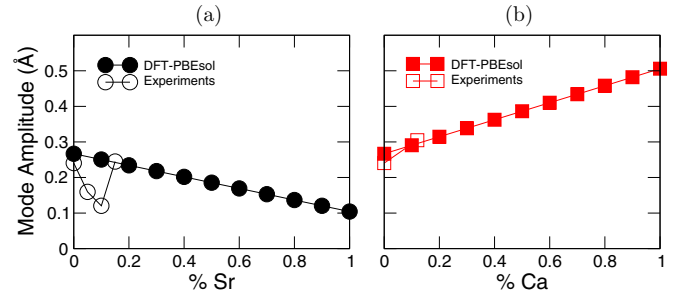 (a) (b)
Mode Amplitude (Å)
0.5
0.4
0.3
0.2
0.1
0
DFT-PBEsol
Experiments
DFT-PBEsol
Experiments
0 0.2 0.4 0.6 0.8 1 0 0.2 0.4 0.6 0.8 1
% Sr % Ca